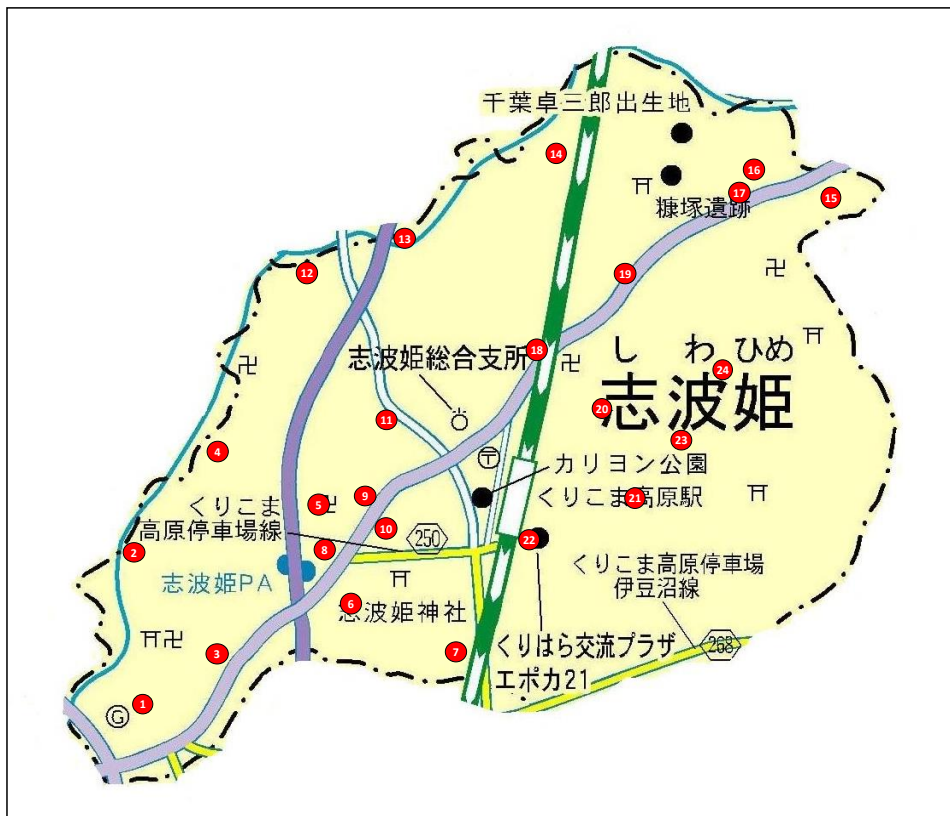 千葉卓三郎出生地
14
16
17
15
糠塚遺跡
13
12
19
18
志波姫総合支所
しわひめ
24
志波姫
20
11
23
4
〒
カリヨン公園
くりこま高原駅
21
9
5
くりこま
高原停車場線
10
250
22
8
2
志波姫PA
くりこま高原停車場
伊豆沼線
6
志波姫神社
268
3
7
くりはら交流プラザ
エポカ21
1
G